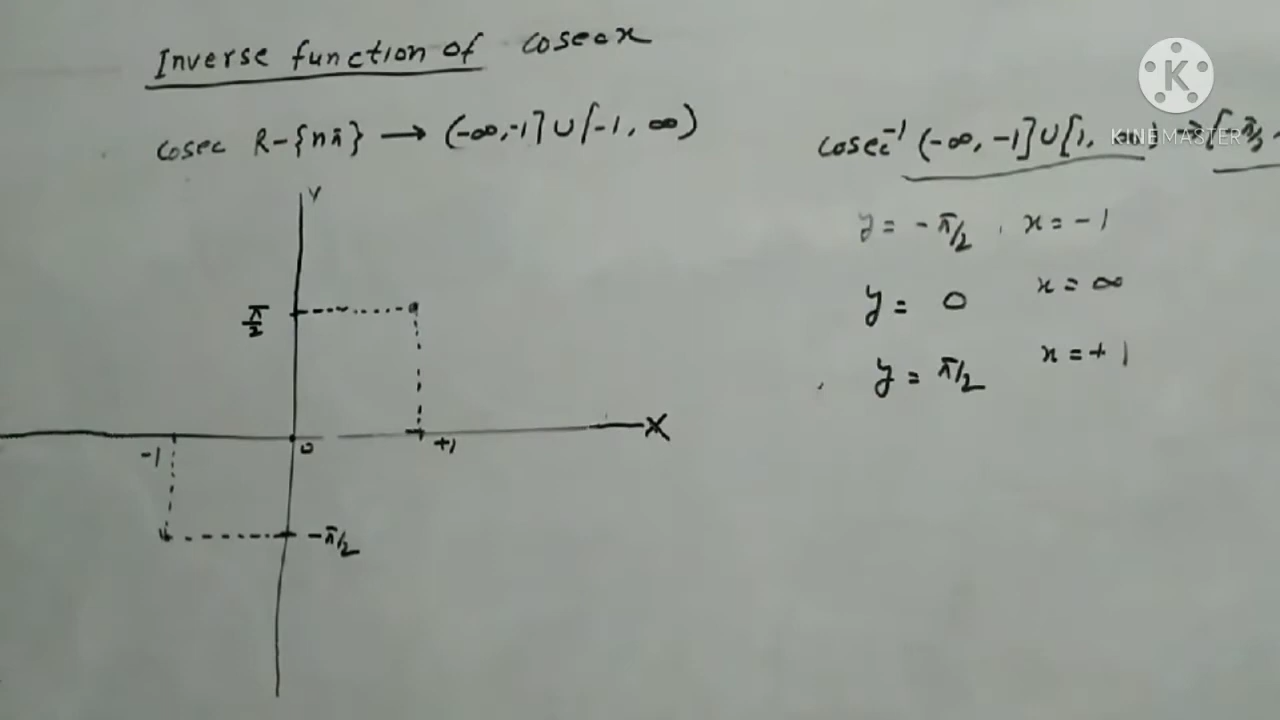 Inverse function of cosec x
cosec R-{nπ} → (-∞,-1] ∪ [-1, ∞)
K
KINEMASTER
cosec⁻¹ (-∞, -1] ∪ [1,
y = -π/2 , x = -1
y = 0 x = ∞
y = π/2 x = + 1
Y
π/2
-1
0
+1
X
-π/2